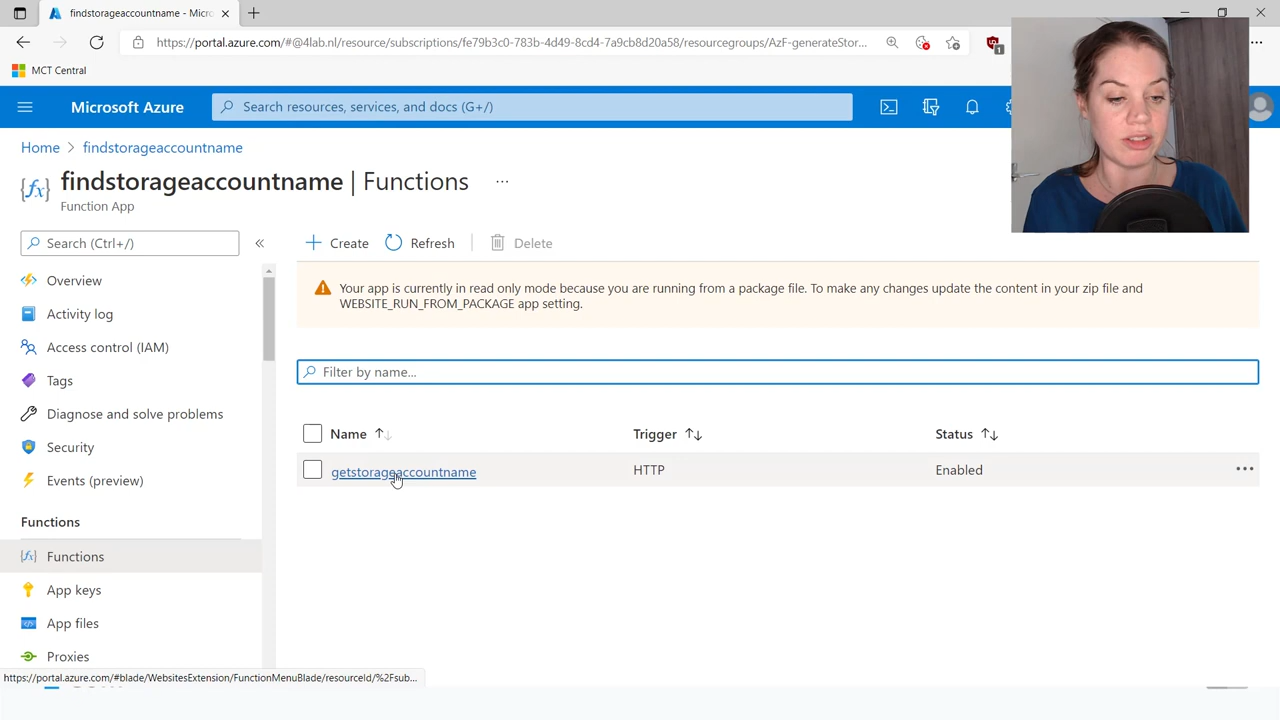 findstorageaccountname - Micro
https://portal.azure.com/#@4lab.nl/resource/subscriptions/fe79b3c0-783b-4d49-8cd4-7a9cb8d20a58/resourcegroups/AzF-generateStor...
1
MCT Central
Microsoft Azure
Search resources, services, and docs (G+/)
Home > findstorageaccountname
findstorageaccountname | Functions ...
Function App
Search (Ctrl+/)
«
Create
Refresh
Delete
Overview
Activity log
Access control (IAM)
Tags
Diagnose and solve problems
Security
Events (preview)
Functions
Functions
App keys
App files
Proxies
Your app is currently in read only mode because you are running from a package file. To make any changes update the content in your zip file and
WEBSITE_RUN_FROM_PACKAGE app setting.
Filter by name...
Name ↑↓ Trigger ↑↓ Status ↑↓
getstorageaccountname HTTP Enabled ...
https://portal.azure.com/#blade/WebsitesExtension/FunctionMenuBlade/resourceId/%2Fsub...